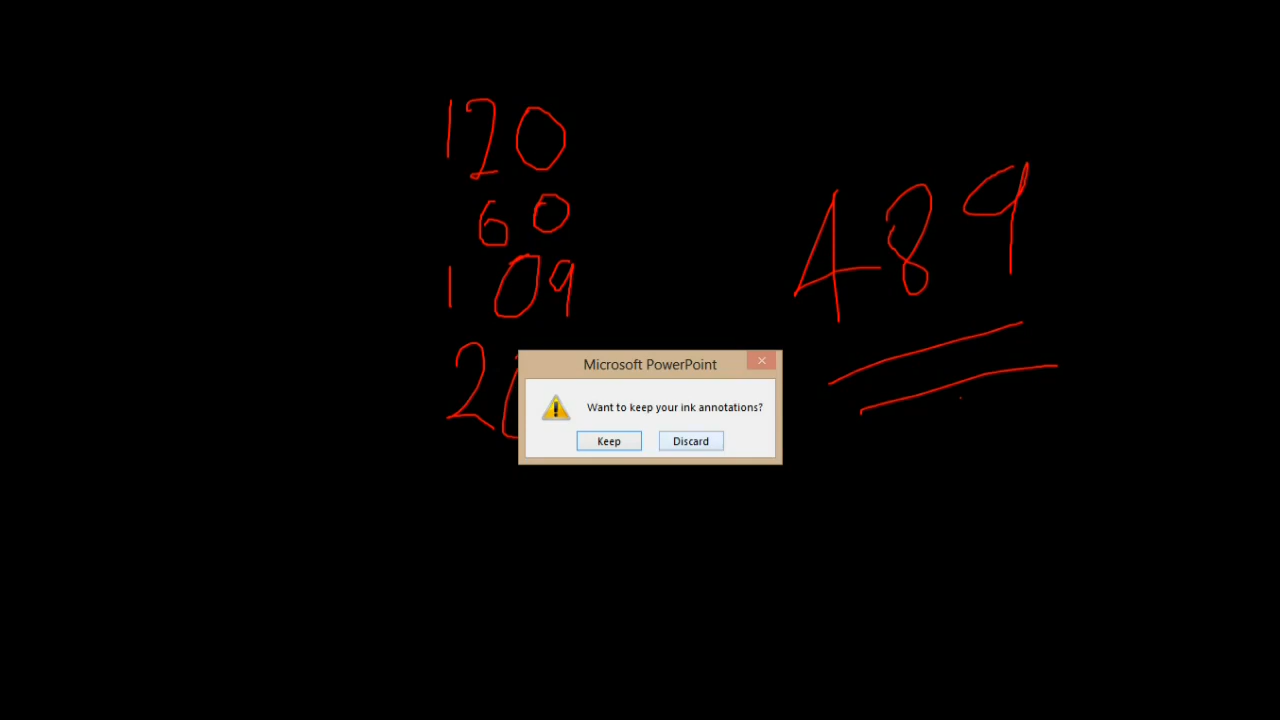 120
60
109
489
Microsoft PowerPoint
Want to keep your ink annotations?
Keep
Discard